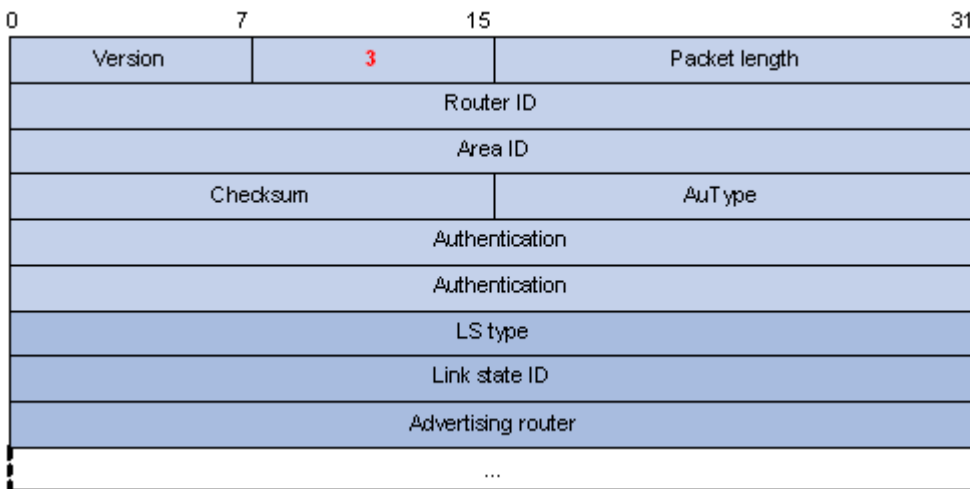 0 7 15 31
Version 3 Packet length
Router ID
Area ID
Checksum AuType
Authentication
Authentication
LS type
Link state ID
Advertising router
...